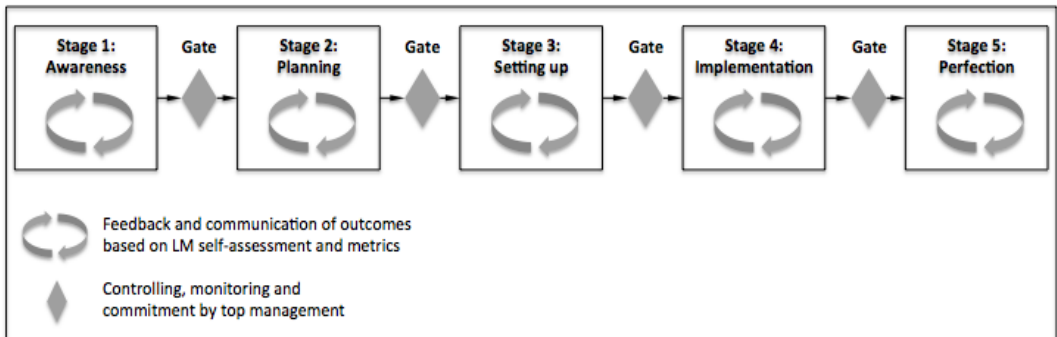 Stage 1:
Awareness
Gate
Stage 2:
Planning
Gate
Stage 3:
Setting up
Gate
Stage 4:
Implementation
Gate
Stage 5:
Perfection
Feedback and communication of outcomes
based on LM self-assessment and metrics
Controlling, monitoring and
commitment by top management